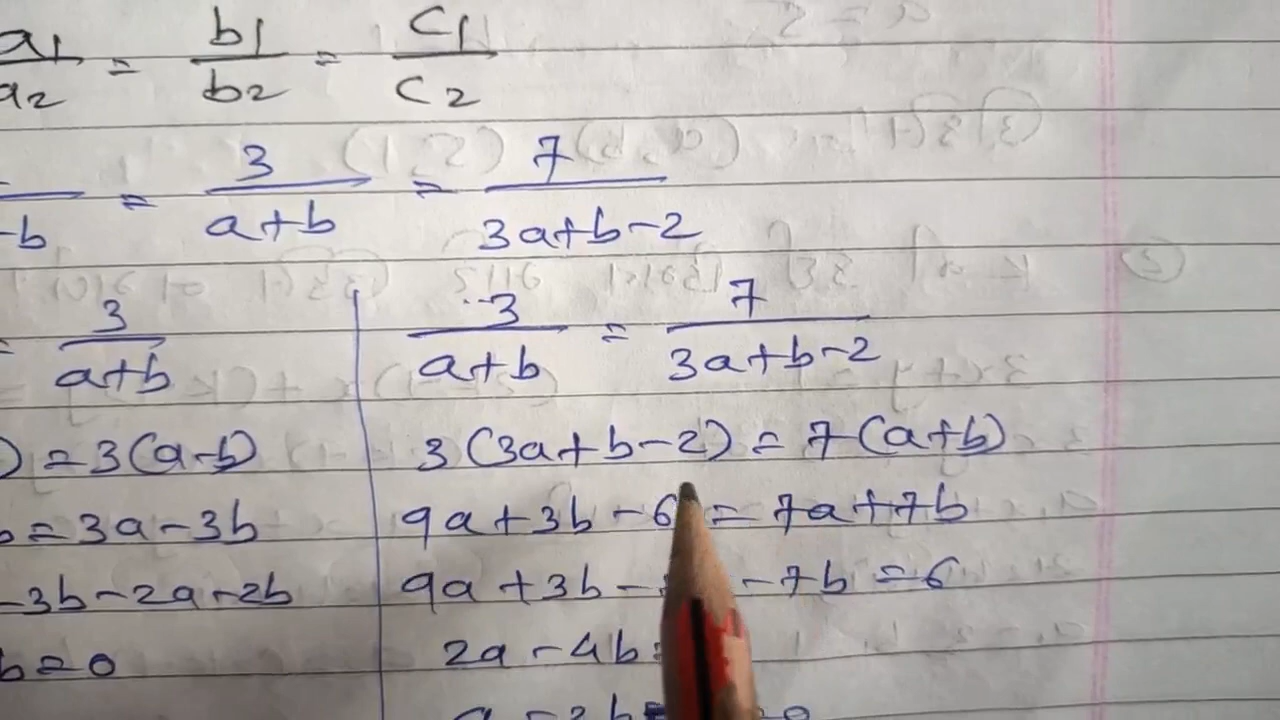 a1/a2 = b1/b2 = c1/c2
-b = 3/a+b = 7/3a+b-2
= 3/a+b
) = 3(a-b)
b = 3a-3b
-3b-2a-2b
b=0
3/a+b = 7/3a+b-2
3(3a+b-2) = 7(a+b)
9a+3b-6 = 7a+7b
9a+3b- -7b = 6
2a-4b